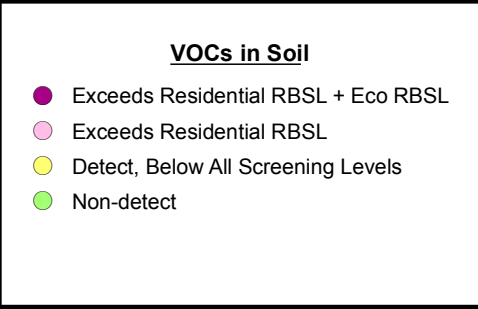 VOCs in Soil
Exceeds Residential RBSL + Eco RBSL
Exceeds Residential RBSL
Detect, Below All Screening Levels
Non-detect